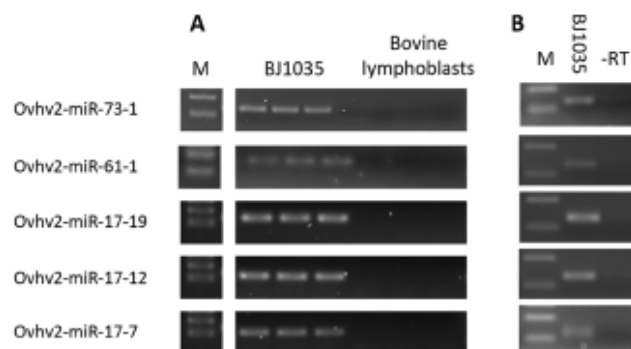 A
B
Bovine
lymphoblasts
M
BJ1035
M
BJ1035
-RT
Ovhv2-miR-73-1
Ovhv2-miR-61-1
Ovhv2-miR-17-19
Ovhv2-miR-17-12
Ovhv2-miR-17-7